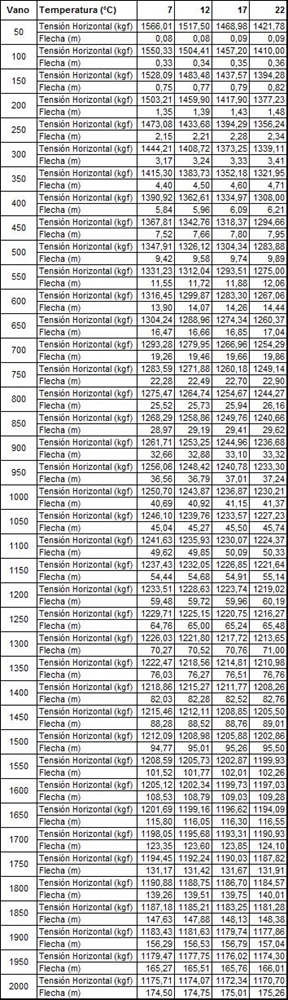 Vano Temperatura (ºC) 7 12 17 22
50 Tensión Horizontal (kgf) 1566,01 1517,50 1468,98 1421,78
Flecha (m) 0,08 0,08 0,09 0,09
100 Tensión Horizontal (kgf) 1550,33 1504,41 1457,20 1410,00
Flecha (m) 0,33 0,34 0,35 0,36
150 Tensión Horizontal (kgf) 1528,09 1483,48 1437,57 1394,28
Flecha (m) 0,75 0,77 0,79 0,82
200 Tensión Horizontal (kgf) 1503,21 1459,90 1417,90 1377,23
Flecha (m) 1,35 1,39 1,43 1,48
250 Tensión Horizontal (kgf) 1473,08 1433,68 1394,29 1356,24
Flecha (m) 2,15 2,21 2,28 2,34
300 Tensión Horizontal (kgf) 1444,21 1408,72 1373,25 1339,11
Flecha (m) 3,17 3,24 3,33 3,41
350 Tensión Horizontal (kgf) 1415,30 1383,73 1352,18 1321,95
Flecha (m) 4,40 4,50 4,60 4,71
400 Tensión Horizontal (kgf) 1390,92 1362,61 1334,97 1308,00
Flecha (m) 5,84 5,96 6,09 6,21
450 Tensión Horizontal (kgf) 1367,81 1342,76 1318,37 1294,66
Flecha (m) 7,52 7,66 7,80 7,95
500 Tensión Horizontal (kgf) 1347,91 1326,12 1304,34 1283,88
Flecha (m) 9,42 9,58 9,74 9,89
550 Tensión Horizontal (kgf) 1331,23 1312,04 1293,51 1275,00
Flecha (m) 11,55 11,72 11,88 12,06
600 Tensión Horizontal (kgf) 1316,45 1299,87 1283,30 1267,06
Flecha (m) 13,90 14,07 14,26 14,44
650 Tensión Horizontal (kgf) 1304,24 1288,96 1274,34 1260,37
Flecha (m) 16,47 16,66 16,85 17,04
700 Tensión Horizontal (kgf) 1293,28 1279,95 1266,96 1254,29
Flecha (m) 19,26 19,46 19,66 19,86
750 Tensión Horizontal (kgf) 1283,59 1271,88 1260,18 1249,14
Flecha (m) 22,28 22,49 22,70 22,90
800 Tensión Horizontal (kgf) 1275,47 1264,74 1254,67 1244,27
Flecha (m) 25,52 25,73 25,94 26,16
850 Tensión Horizontal (kgf) 1268,29 1258,86 1249,76 1240,66
Flecha (m) 28,97 29,19 29,41 29,62
900 Tensión Horizontal (kgf) 1261,71 1253,25 1244,96 1236,68
Flecha (m) 32,66 32,88 33,10 33,32
950 Tensión Horizontal (kgf) 1256,06 1248,42 1240,78 1233,30
Flecha (m) 36,56 36,79 37,01 37,24
1000 Tensión Horizontal (kgf) 1250,70 1243,87 1236,87 1230,21
Flecha (m) 40,69 40,92 41,15 41,37
1050 Tensión Horizontal (kgf) 1246,10 1239,76 1233,57 1227,23
Flecha (m) 45,04 45,27 45,50 45,74
1100 Tensión Horizontal (kgf) 1241,63 1235,93 1230,07 1224,37
Flecha (m) 49,62 49,85 50,09 50,33
1150 Tensión Horizontal (kgf) 1237,43 1232,05 1226,85 1221,64
Flecha (m) 54,44 54,68 54,91 55,14
1200 Tensión Horizontal (kgf) 1233,51 1228,63 1223,74 1219,02
Flecha (m) 59,48 59,72 59,96 60,19
1250 Tensión Horizontal (kgf) 1229,71 1225,15 1220,75 1216,27
Flecha (m) 64,76 65,00 65,24 65,48
1300 Tensión Horizontal (kgf) 1226,03 1221,80 1217,72 1213,65
Flecha (m) 70,27 70,52 70,76 71,00
1350 Tensión Horizontal (kgf) 1222,47 1218,56 1214,81 1210,98
Flecha (m) 76,03 76,27 76,51 76,76
1400 Tensión Horizontal (kgf) 1218,86 1215,27 1211,77 1208,26
Flecha (m) 82,03 82,28 82,52 82,76
1450 Tensión Horizontal (kgf) 1215,46 1212,11 1208,85 1205,50
Flecha (m) 88,28 88,52 88,76 89,01
1500 Tensión Horizontal (kgf) 1212,09 1208,98 1205,88 1202,86
Flecha (m) 94,77 95,01 95,26 95,50
1550 Tensión Horizontal (kgf) 1208,59 1205,73 1202,87 1199,93
Flecha (m) 101,52 101,77 102,01 102,26
1600 Tensión Horizontal (kgf) 1205,12 1202,34 1199,73 1197,03
Flecha (m) 108,53 108,79 109,03 109,28
1650 Tensión Horizontal (kgf) 1201,69 1199,16 1196,62 1194,09
Flecha (m) 115,80 116,05 116,30 116,55
1700 Tensión Horizontal (kgf) 1198,05 1195,68 1193,31 1190,93
Flecha (m) 123,35 123,60 123,85 124,10
1750 Tensión Horizontal (kgf) 1194,45 1192,24 1190,03 1187,82
Flecha (m) 131,17 131,42 131,67 131,91
1800 Tensión Horizontal (kgf) 1190,88 1188,75 1186,70 1184,57
Flecha (m) 139,26 139,51 139,75 140,01
1850 Tensión Horizontal (kgf) 1187,18 1185,21 1183,25 1181,28
Flecha (m) 147,63 147,88 148,13 148,38
1900 Tensión Horizontal (kgf) 1183,43 1181,63 1179,74 1177,86
Flecha (m) 156,29 156,53 156,79 157,04
1950 Tensión Horizontal (kgf) 1179,47 1177,75 1176,02 1174,30
Flecha (m) 165,27 165,51 165,76 166,01
2000 Tensión Horizontal (kgf) 1175,71 1174,07 1172,34 1170,70
Flecha (m) 174,50 174,75 175,01 175,26